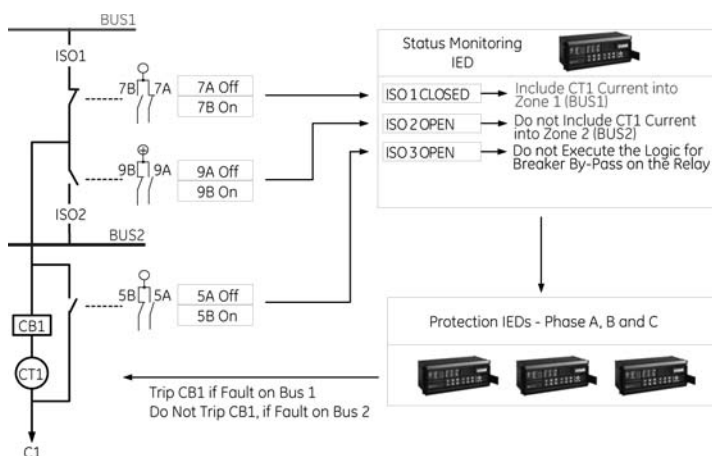 BUS1
ISO1
7B 7A
7A Off
7B On
9B 9A
9A Off
9B On
ISO2
BUS2
5B 5A
5A Off
5B On
CB1
CT1
C1
Status Monitoring
IED
ISO 1 CLOSED
Include CT1 Current into
Zone 1 (BUS1)
ISO 2 OPEN
Do not Include CT1 Current
into Zone 2 (BUS2)
ISO 3 OPEN
Do not Execute the Logic for
Breaker By-Pass on the Relay
Protection IEDs - Phase A, B and C
Trip CB1 if Fault on Bus 1
Do Not Trip CB1, if Fault on Bus 2